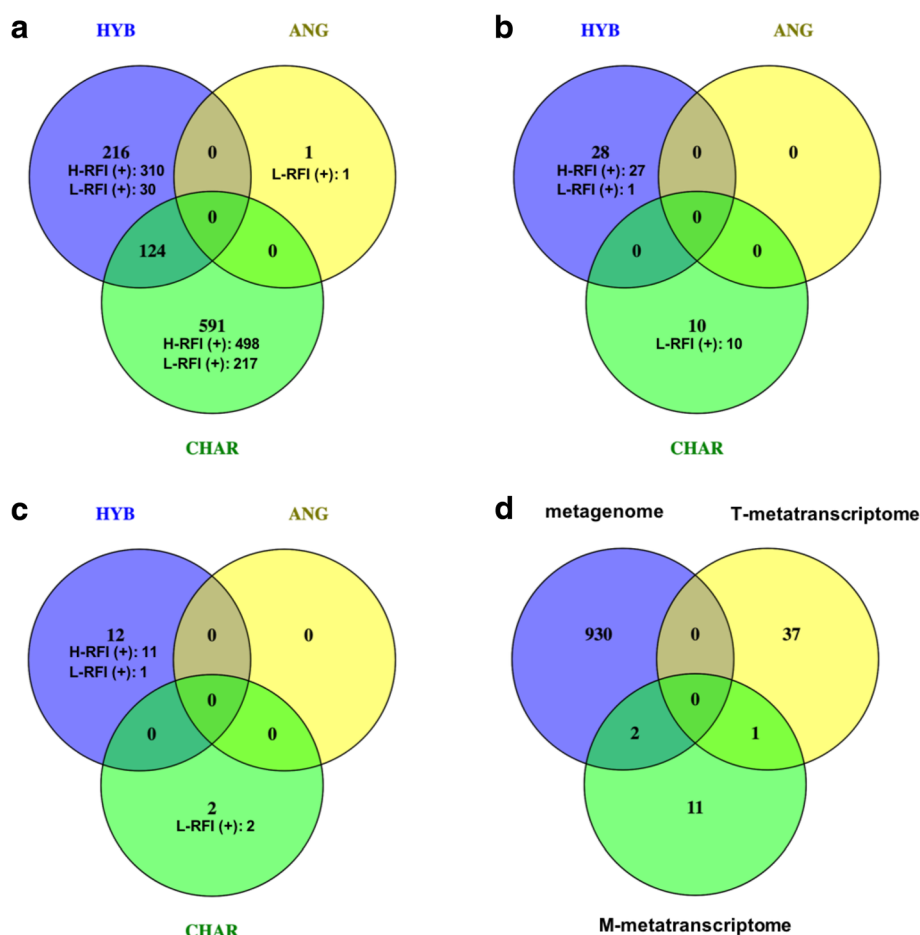 a
HYB
ANG
216
H-RFI (+): 310
L-RFI (+): 30
0
1
L-RFI (+): 1
0
124
0
591
H-RFI (+): 498
L-RFI (+): 217
CHAR
b
HYB
ANG
28
H-RFI (+): 27
L-RFI (+): 1
0
0
0
0
0
10
L-RFI (+): 10
CHAR
c
HYB
ANG
12
H-RFI (+): 11
L-RFI (+): 1
0
0
0
0
0
2
L-RFI (+): 2
CHAR
d
metagenome
T-metatranscriptome
930
0
37
0
2
1
11
M-metatranscriptome